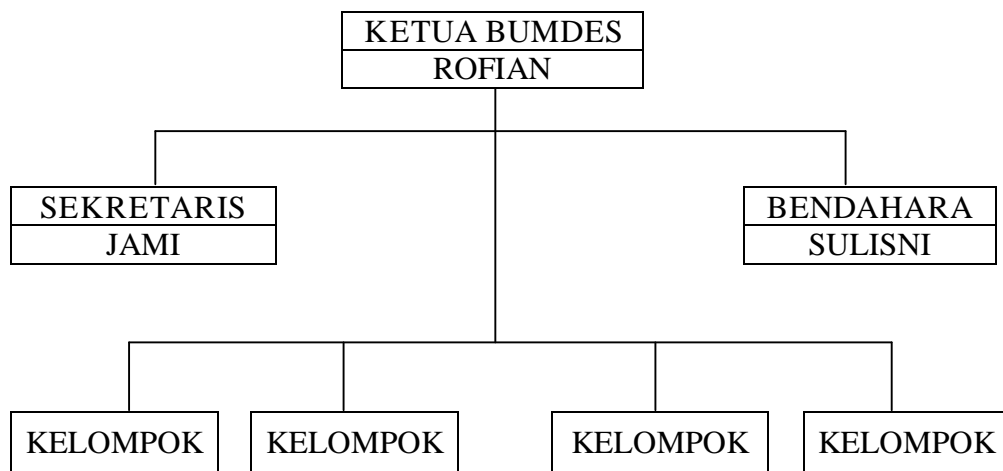 KETUA BUMDES
ROFIAN
SEKRETARIS
JAMI
BENDAHARA
SULISNI
KELOMPOK
KELOMPOK
KELOMPOK
KELOMPOK